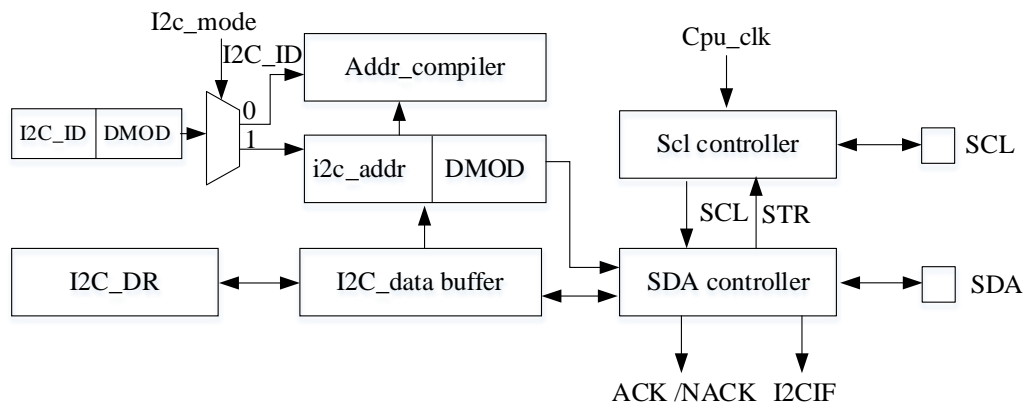 I2c_mode
I2C_ID
Cpu_clk
Addr_compiler
0
I2C_ID DMOD
1
Scl controller
SCL
i2c_addr DMOD
SCL STR
I2C_DR
I2C_data buffer
SDA controller
SDA
ACK /NACK I2CIF